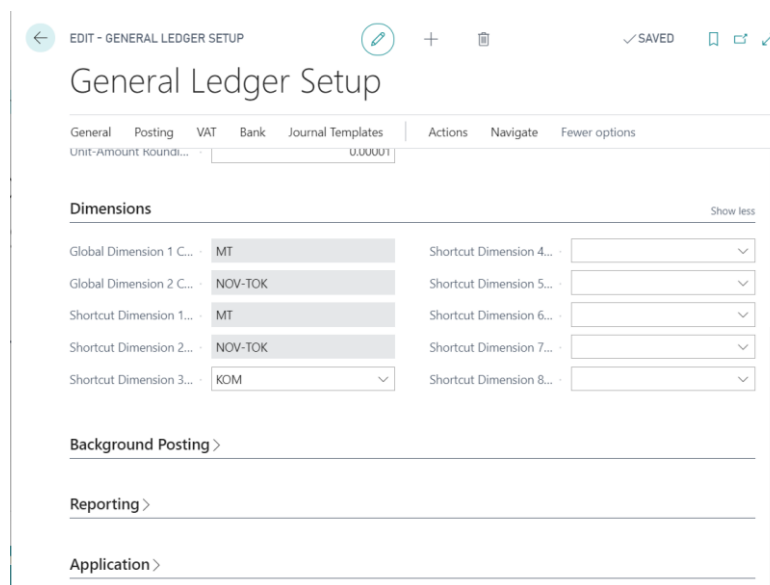 EDIT - GENERAL LEDGER SETUP
✓ SAVED
General Ledger Setup
General Posting VAT Bank Journal Templates Actions Navigate Fewer options
Unit-Amount Roundi... 0.00001
Dimensions Show less
Global Dimension 1 C... MT Shortcut Dimension 4...
Global Dimension 2 C... NOV-TOK Shortcut Dimension 5...
Shortcut Dimension 1... MT Shortcut Dimension 6...
Shortcut Dimension 2... NOV-TOK Shortcut Dimension 7...
Shortcut Dimension 3... KOM Shortcut Dimension 8...
Background Posting >
Reporting >
Application >